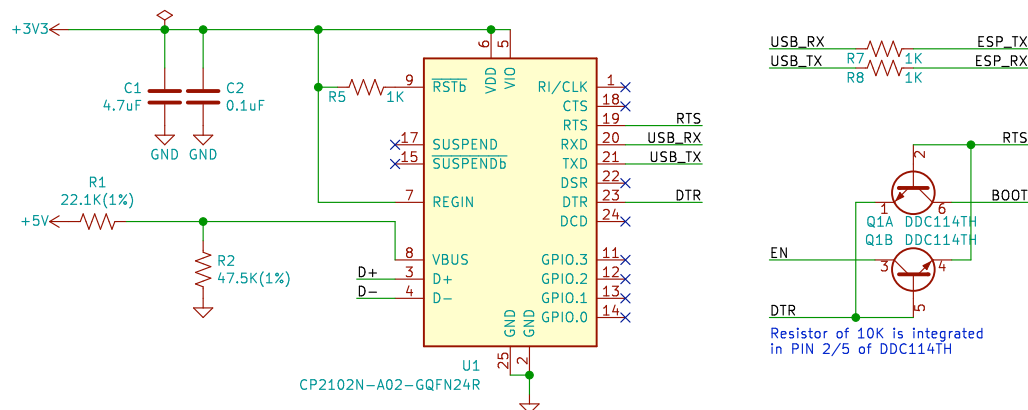 +3V3
C1
4.7uF
C2
0.1uF
GND
GND
R5
1K
R1
22.1K(1%)
+5V
R2
47.5K(1%)
D+
D-
6
5
VDD
VIO
9
RSTb
17
SUSPEND
15
SUSPENDb
7
REGIN
8
VBUS
3
D+
4
D-
RI/CLK
1
CTS
18
RTS
19
RTS
RXD
20
USB_RX
TXD
21
USB_TX
DSR
22
DTR
23
DTR
DCD
24
GPIO.3
11
GPIO.2
12
GPIO.1
13
GPIO.0
14
GND
GND
25
2
U1
CP2102N-A02-GQFN24R
USB_RX
ESP_TX
R7
1K
USB_TX
ESP_RX
R8
1K
2
RTS
1
6
BOOT
Q1A DDC114TH
Q1B DDC114TH
EN
3
4
5
DTR
Resistor of 10K is integrated
in PIN 2/5 of DDC114TH